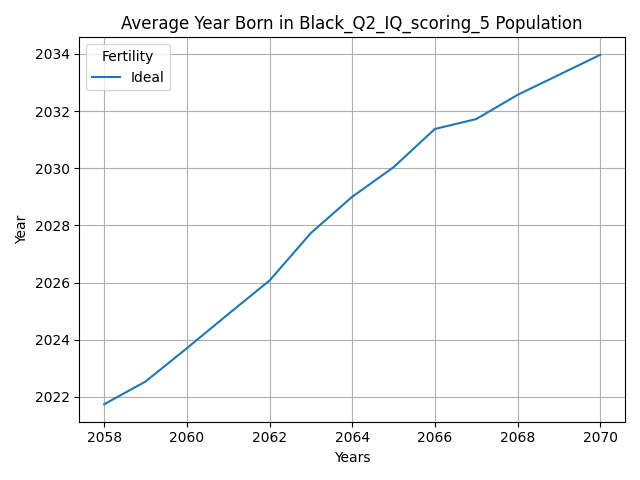 Average Year Born in Black_Q2_IQ_scoring_5 Population
Fertility
Ideal
2034
2032
2030
2028
2026
2024
2022
Year
2058 2060 2062 2064 2066 2068 2070
Years